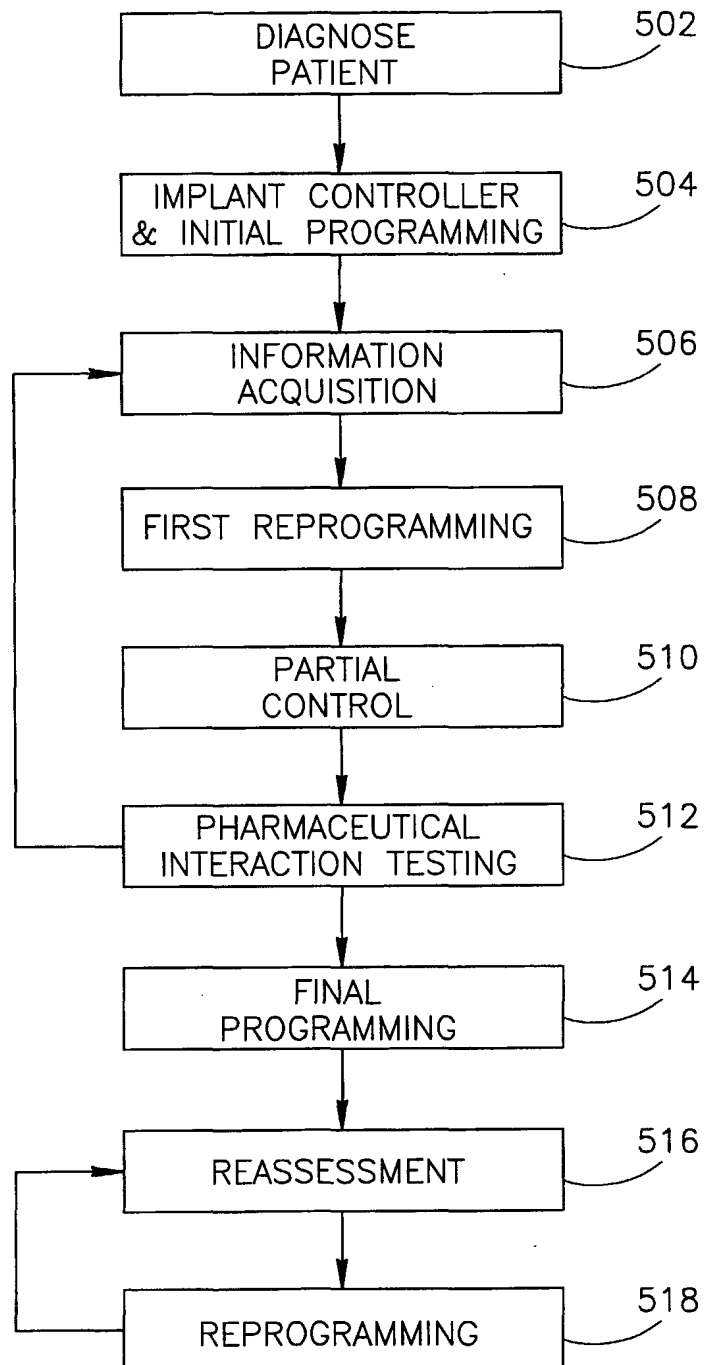 502
DIAGNOSE
PATIENT
504
IMPLANT CONTROLLER
& INITIAL PROGRAMMING
506
INFORMATION
ACQUISITION
508
FIRST REPROGRAMMING
510
PARTIAL
CONTROL
512
PHARMACEUTICAL
INTERACTION TESTING
514
FINAL
PROGRAMMING
516
REASSESSMENT
518
REPROGRAMMING